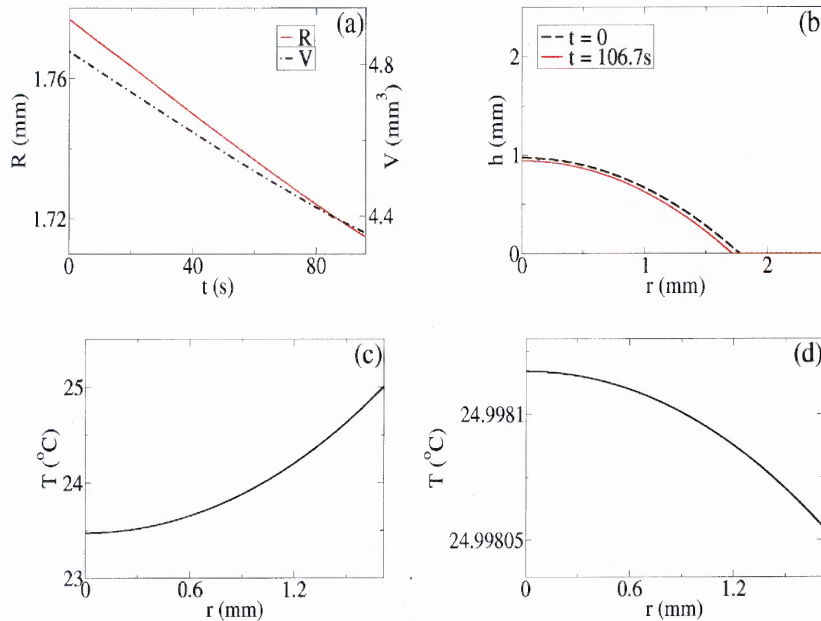 (a)
R
V
1.76
1.72
R (mm)
4.8
4.4
V (mm³)
0
40
80
t (s)
(b)
t = 0
t = 106.7s
2
1
0
h (mm)
0
1
2
r (mm)
(c)
25
24
23
T (°C)
0
0.6
1.2
r (mm)
(d)
24.9981
24.99805
T (°C)
0
0.6
1.2
r (mm)